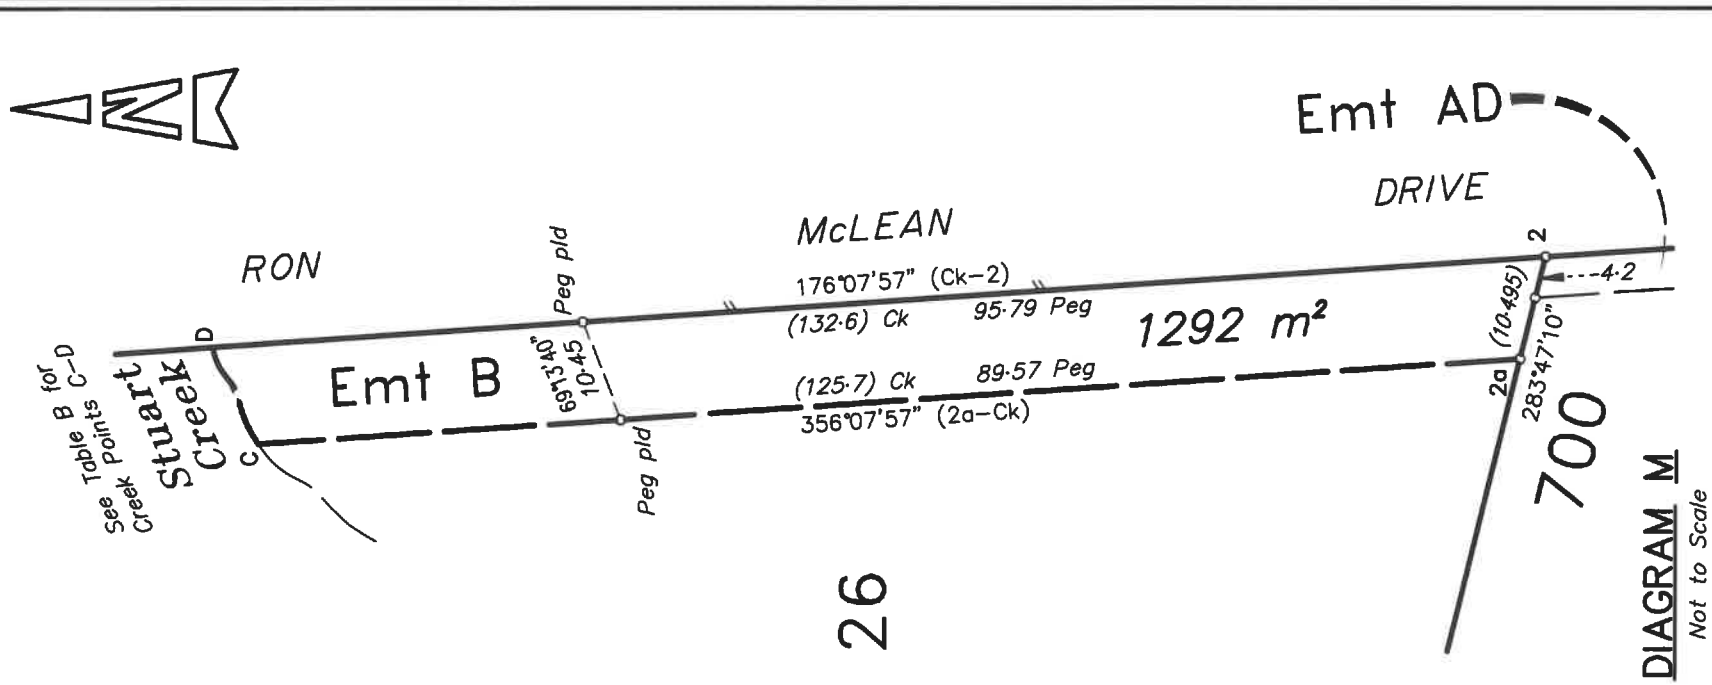 N
Emt AD
DRIVE
McLEAN
RON
Peg pld
176°07'57" (Ck-2)
2
(132·6) Ck
95·79 Peg
1292 m²
(10·495)
4·2
D
See Table B for
Creek Points C-D
Stuart
Creek
C
Emt B
69°13'40"
10·45
(125·7) Ck
89·57 Peg
356°07'57" (2a-Ck)
2a
283°47'10"
Peg pld
700
26
DIAGRAM M
Not to Scale